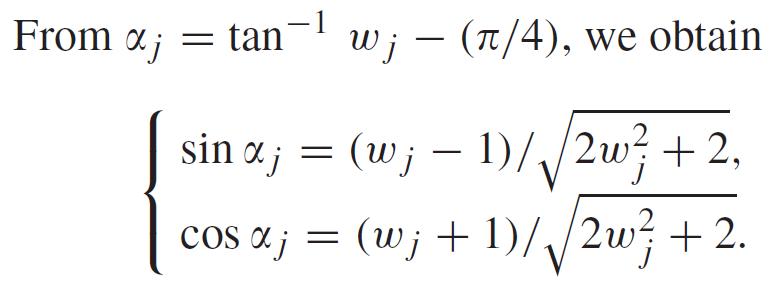 From αⱼ = tan⁻¹ wⱼ − (π/4), we obtain
sin αⱼ = (wⱼ − 1)/√(2wⱼ² + 2),
cos αⱼ = (wⱼ + 1)/√(2wⱼ² + 2).